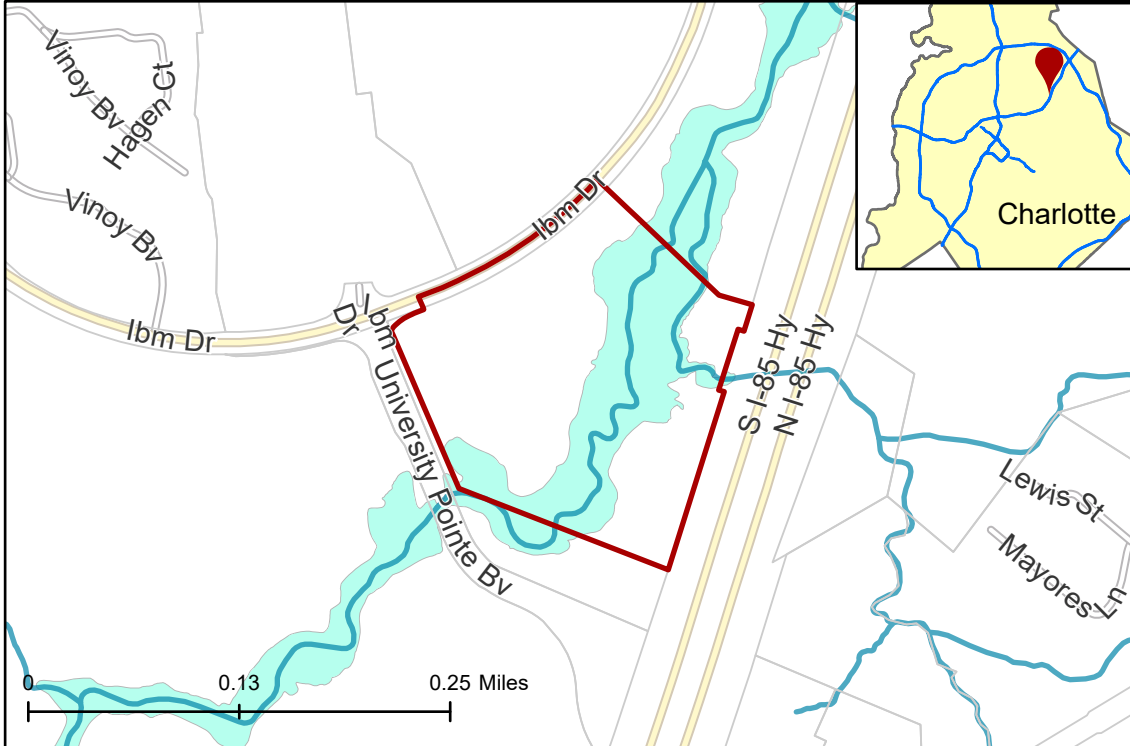 Vinoy Bv
Hagen Ct
Vinoy Bv
Ibm Dr
Ibm Dr
Ibm
Dr
University Pointe Bv
S I-85 Hy
N I-85 Hy
Charlotte
Lewis St
Mayores Ln
0
0.13
0.25 Miles